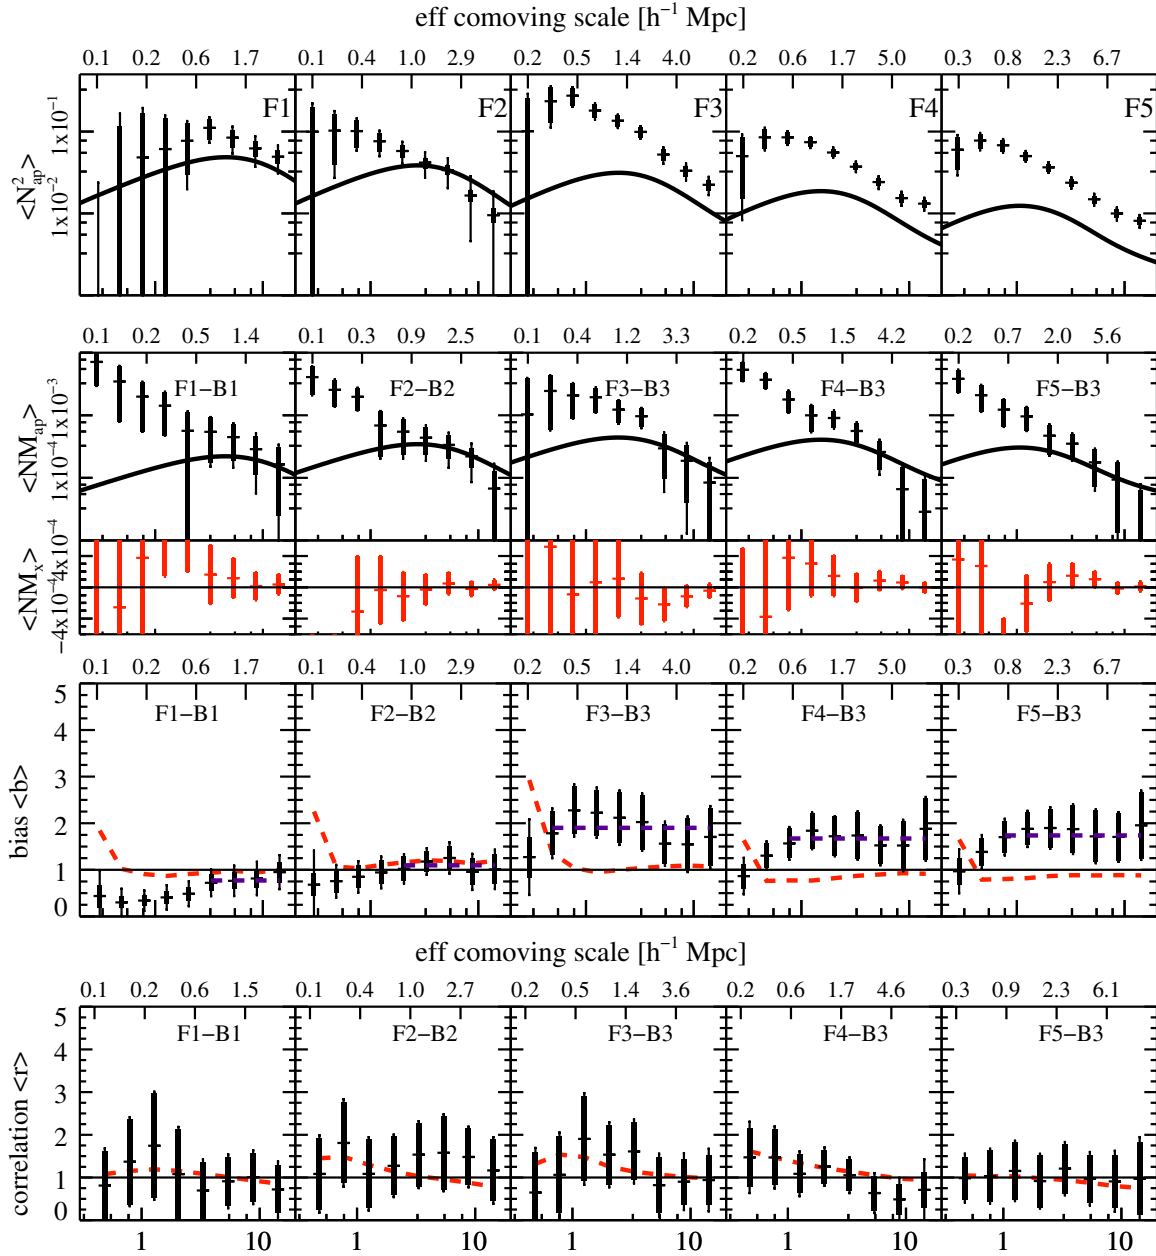 eff comoving scale [h⁻¹ Mpc]
0.1 0.2 0.6 1.7 0.1 0.4 1.0 2.9 0.2 0.5 1.4 4.0 0.2 0.6 1.7 5.0 0.3 0.8 2.3 6.7
F1 F2 F3 F4 F5
<N²ap>
1x10⁻¹
1x10⁻²
0.1 0.2 0.5 1.4 0.1 0.3 0.9 2.5 0.1 0.4 1.2 3.3 0.2 0.5 1.5 4.2 0.2 0.7 2.0 5.6
F1−B1 F2−B2 F3−B3 F4−B3 F5−B3
<NMap>
1x10⁻³
1x10⁻⁴
<NMx>
4x10⁻⁴
−4x10⁻⁴
0.1 0.2 0.6 1.7 0.1 0.4 1.0 2.9 0.2 0.5 1.4 4.0 0.2 0.6 1.7 5.0 0.3 0.8 2.3 6.7
F1−B1 F2−B2 F3−B3 F4−B3 F5−B3
bias <b>
5
4
3
2
1
0
eff comoving scale [h⁻¹ Mpc]
0.1 0.2 0.6 1.5 0.1 0.4 1.0 2.7 0.2 0.5 1.4 3.6 0.2 0.6 1.7 4.6 0.3 0.9 2.3 6.1
F1−B1 F2−B2 F3−B3 F4−B3 F5−B3
correlation <r>
5
4
3
2
1
0
1 10 1 10 1 10 1 10 1 10